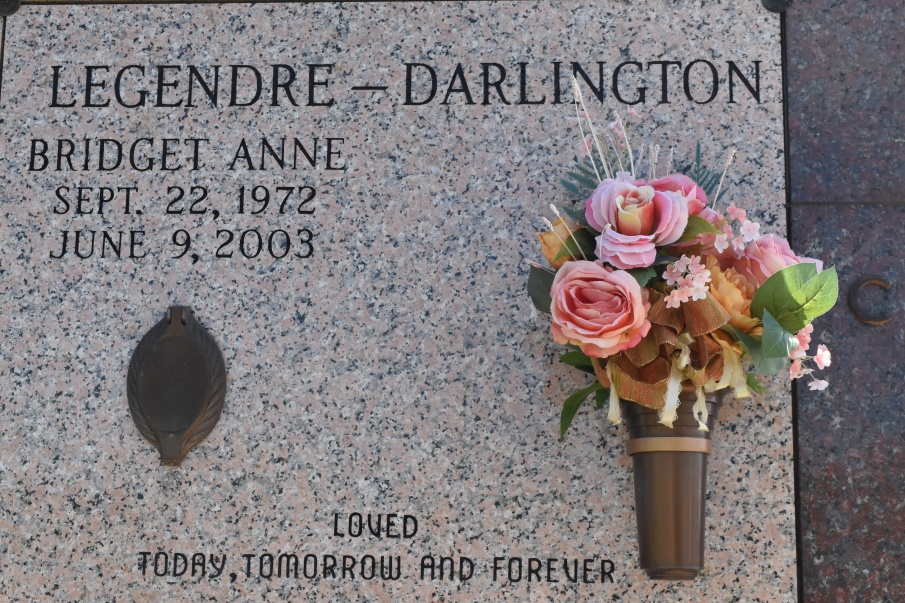 LEGENDRE — DARLINGTON
BRIDGET ANNE
SEPT. 22, 1972
JUNE 9, 2003
C
LOVED
TODAY, TOMORROW AND FOREVER